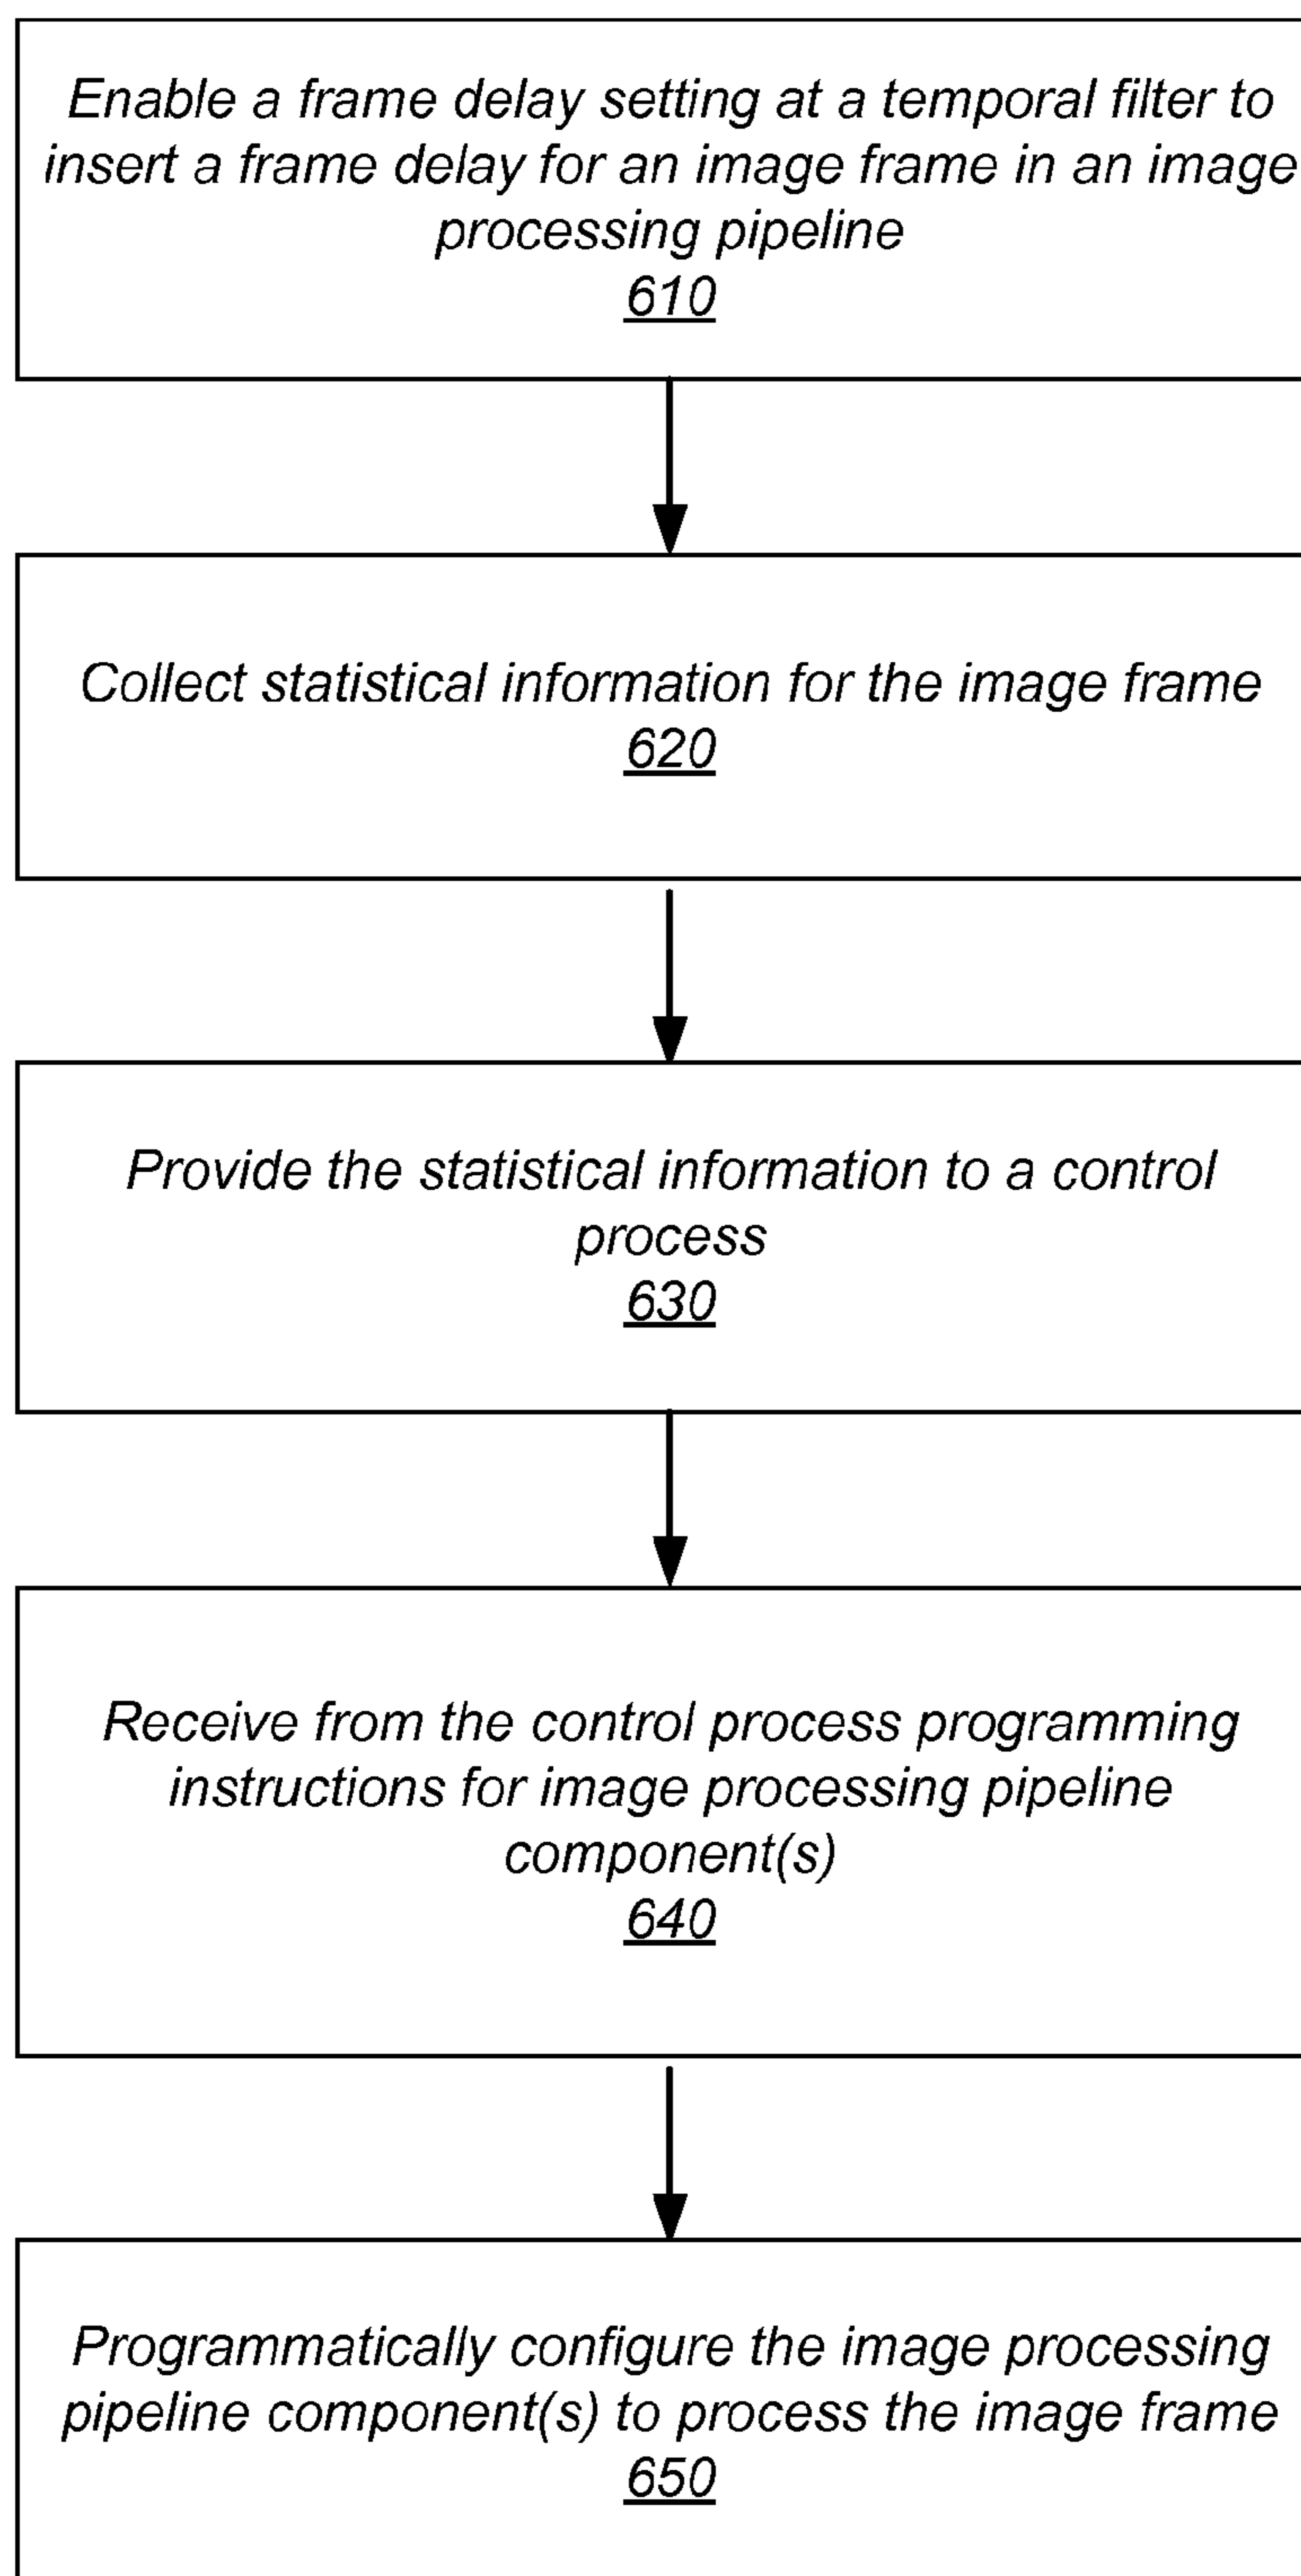 Enable a frame delay setting at a temporal filter to
insert a frame delay for an image frame in an image
processing pipeline
610
Collect statistical information for the image frame
620
Provide the statistical information to a control
process
630
Receive from the control process programming
instructions for image processing pipeline
component(s)
640
Programmatically configure the image processing
pipeline component(s) to process the image frame
650